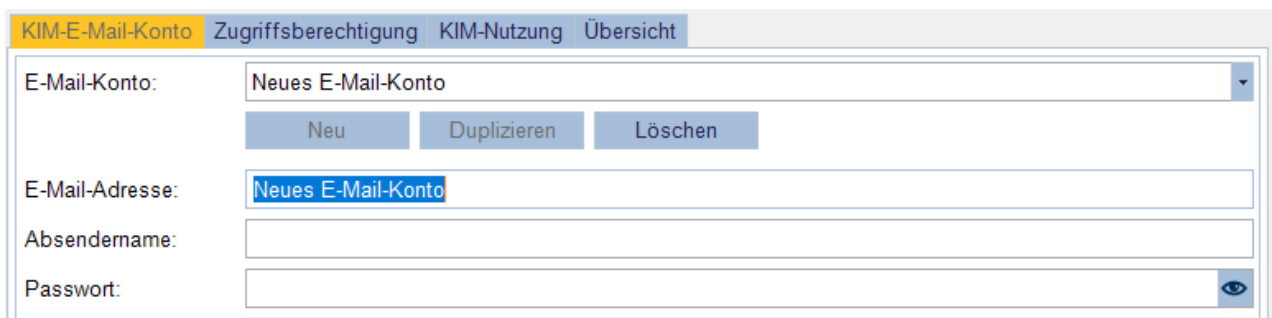 KIM-E-Mail-Konto Zugriffsberechtigung KIM-Nutzung Übersicht
E-Mail-Konto: Neues E-Mail-Konto
Neu Duplizieren Löschen
E-Mail-Adresse: Neues E-Mail-Konto
Absendername:
Passwort: